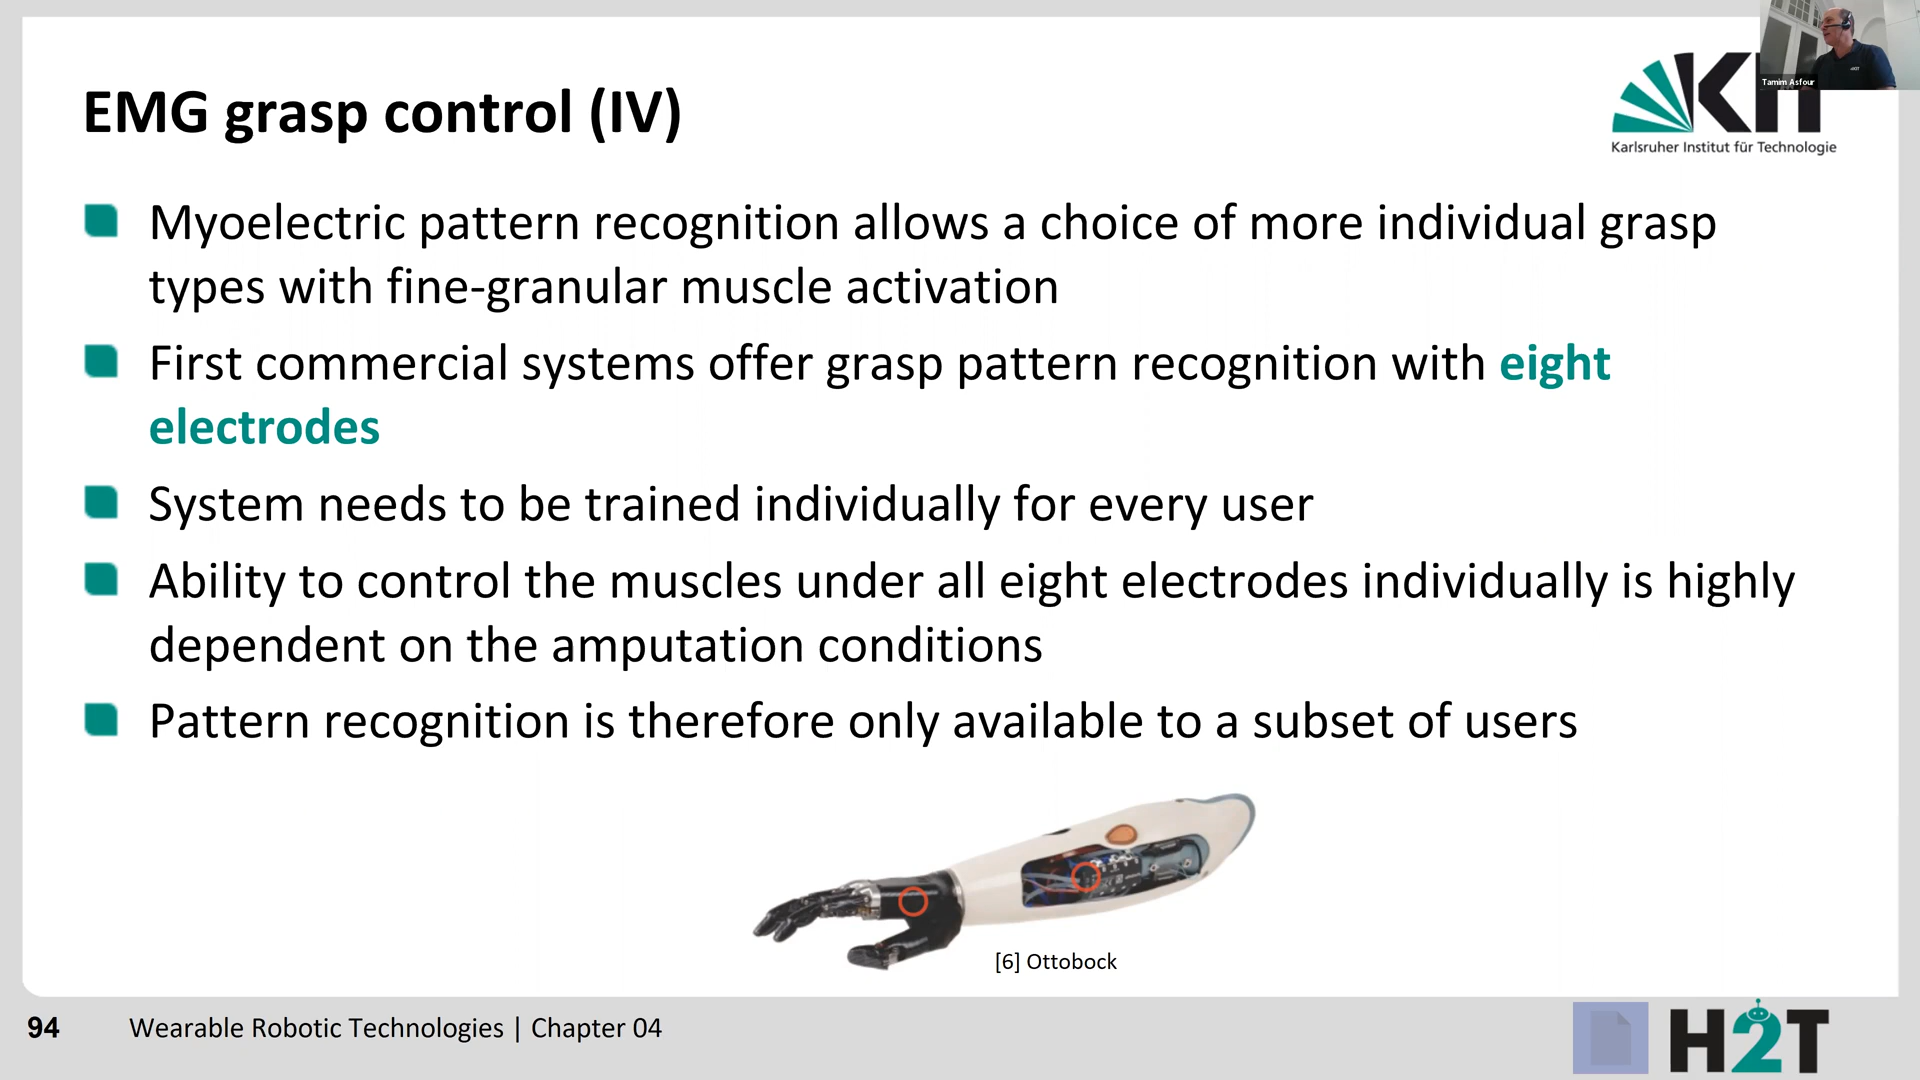 Tamim Asfour
EMG grasp control (IV)
KIT
Karlsruher Institut für Technologie
Myoelectric pattern recognition allows a choice of more individual grasp
types with fine-granular muscle activation
First commercial systems offer grasp pattern recognition with eight
electrodes
System needs to be trained individually for every user
Ability to control the muscles under all eight electrodes individually is highly
dependent on the amputation conditions
Pattern recognition is therefore only available to a subset of users
[6] Ottobock
94 Wearable Robotic Technologies | Chapter 04
H2T